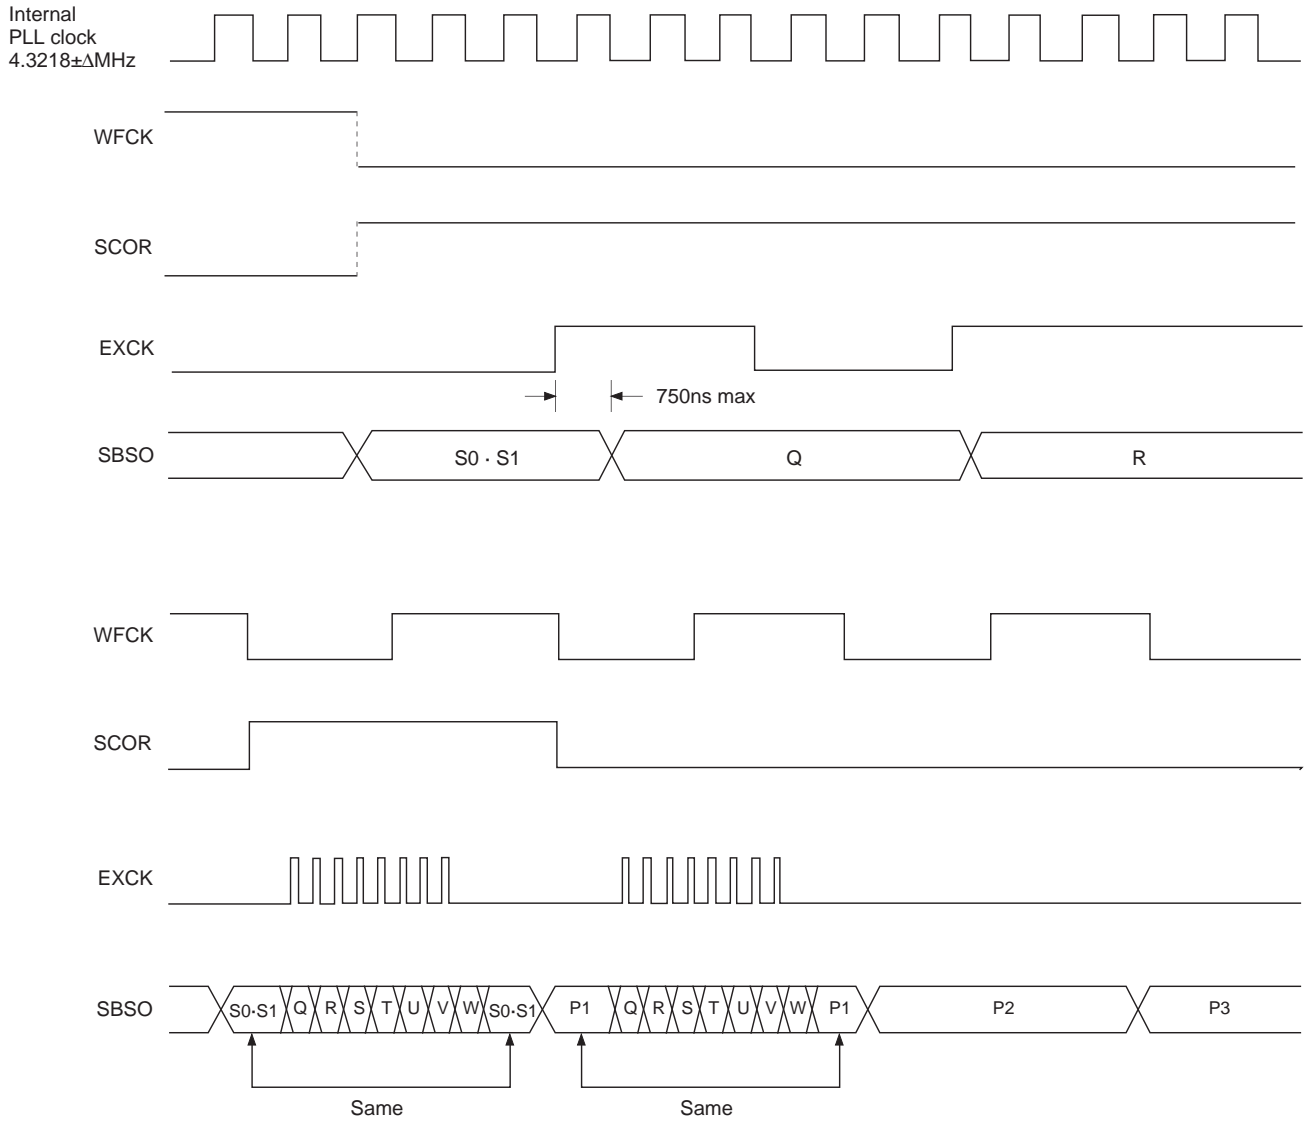 Internal
PLL clock
4.3218±ΔMHz
WFCK
SCOR
EXCK
750ns max
SBSO
S0 · S1
Q
R
WFCK
SCOR
EXCK
SBSO
S0·S1 Q R S T U V W S0·S1 P1 Q R S T U V W P1 P2 P3
Same
Same